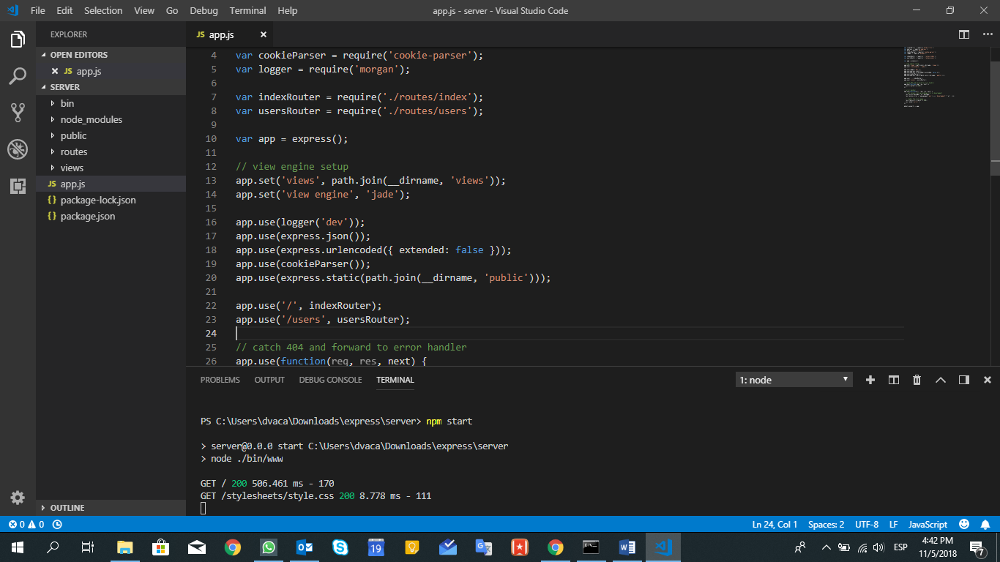 File Edit Selection View Go Debug Terminal Help
app.js - server - Visual Studio Code
EXPLORER
OPEN EDITORS
JS app.js
SERVER
bin
node_modules
public
routes
views
JS app.js
{} package-lock.json
{} package.json
OUTLINE
JS app.js
4 var cookieParser = require('cookie-parser');
5 var logger = require('morgan');
6
7 var indexRouter = require('./routes/index');
8 var usersRouter = require('./routes/users');
9
10 var app = express();
11
12 // view engine setup
13 app.set('views', path.join(__dirname, 'views'));
14 app.set('view engine', 'jade');
15
16 app.use(logger('dev'));
17 app.use(express.json());
18 app.use(express.urlencoded({ extended: false }));
19 app.use(cookieParser());
20 app.use(express.static(path.join(__dirname, 'public')));
21
22 app.use('/', indexRouter);
23 app.use('/users', usersRouter);
24
25 // catch 404 and forward to error handler
26 app.use(function(req, res, next) {
PROBLEMS OUTPUT DEBUG CONSOLE TERMINAL
1: node
PS C:\Users\dvaca\Downloads\express\server> npm start
> server@0.0.0 start C:\Users\dvaca\Downloads\express\server
> node ./bin/www
GET / 200 506.461 ms - 170
GET /stylesheets/style.css 200 8.778 ms - 111
0 0
Ln 24, Col 1 Spaces: 2 UTF-8 LF JavaScript
19
ESP
4:42 PM
11/5/2018
7